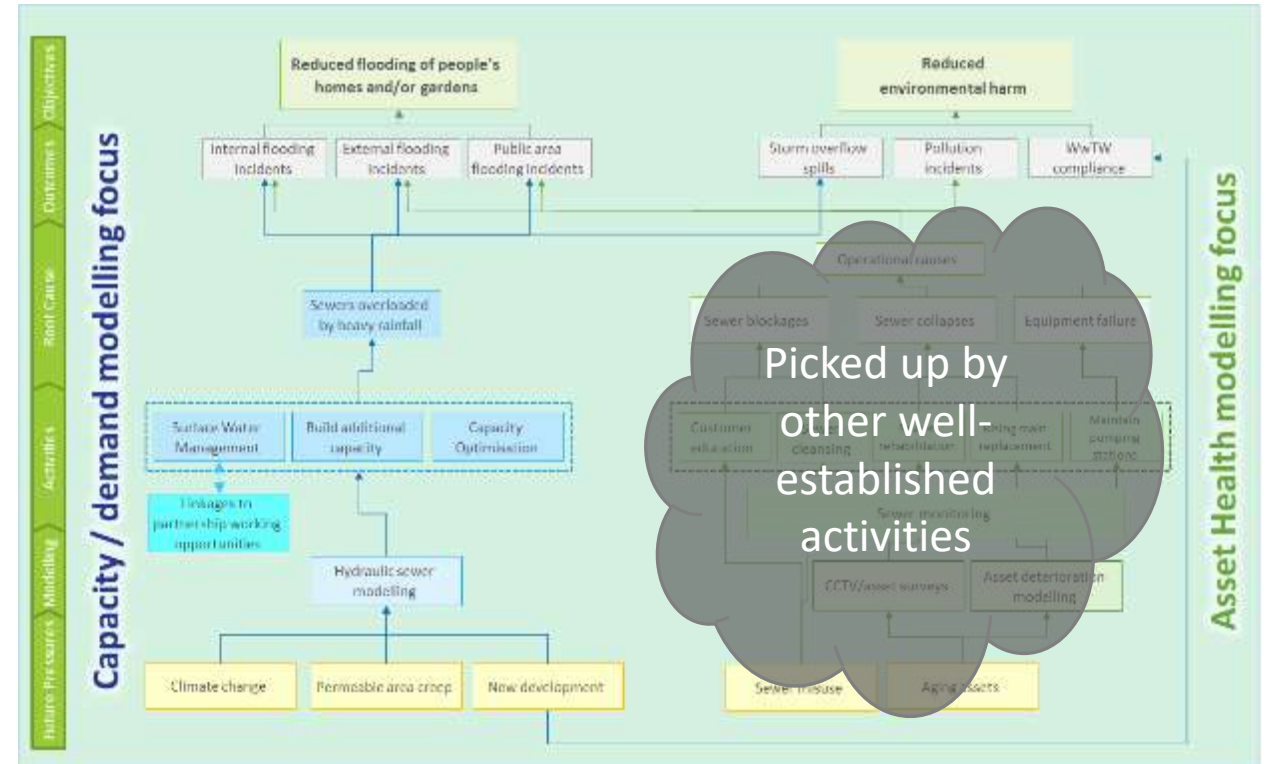 Objectives
Outcomes
Root Cause
Activities
Modelling
Future Pressures
Capacity / demand modelling focus
Reduced flooding of people's
homes and/or gardens
Reduced
environmental harm
Internal flooding
incidents
External flooding
incidents
Public area
flooding incidents
Storm overflow
spills
Pollution
incidents
WwTW
compliance
Operational causes
Sewers overloaded
by heavy rainfall
Sewer blockages
Sewer collapses
Equipment failure
Picked up by
other well-
established
activities
Surface Water
Management
Build additional
capacity
Capacity
Optimisation
Customer
education
cleansing
rehabilitation
Rising main
replacement
Maintain
pumping
stations
Linkages to
partnership working
opportunities
Sewer monitoring
Hydraulic sewer
modelling
CCTV/asset surveys
Asset deterioration
modelling
Climate change
Permeable area creep
New development
Sewer misuse
Aging assets
Asset Health modelling focus